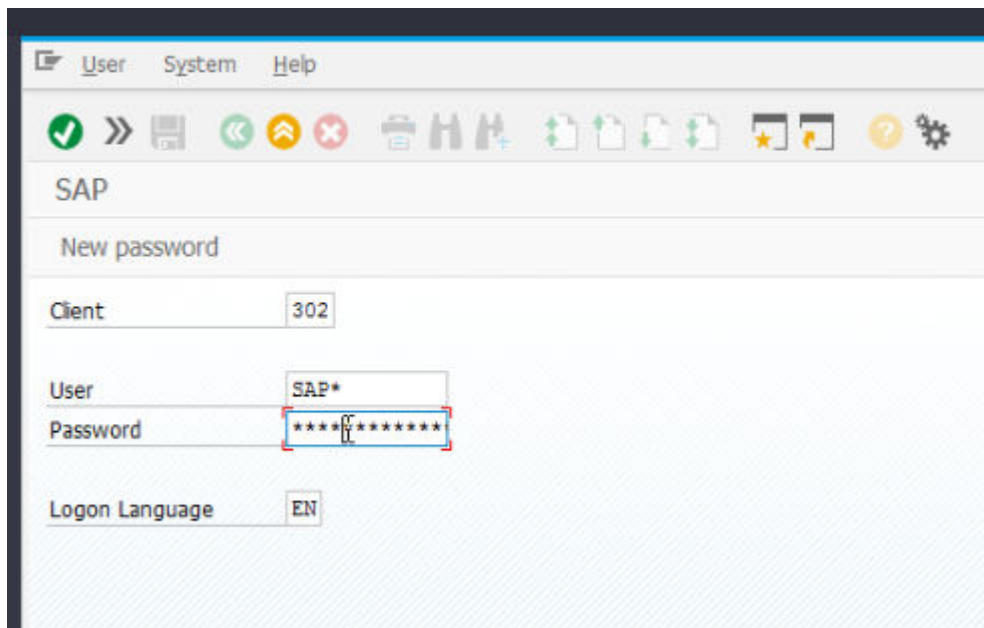 User System Help
SAP
New password
Client 302
User SAP*
Password *************
Logon Language EN